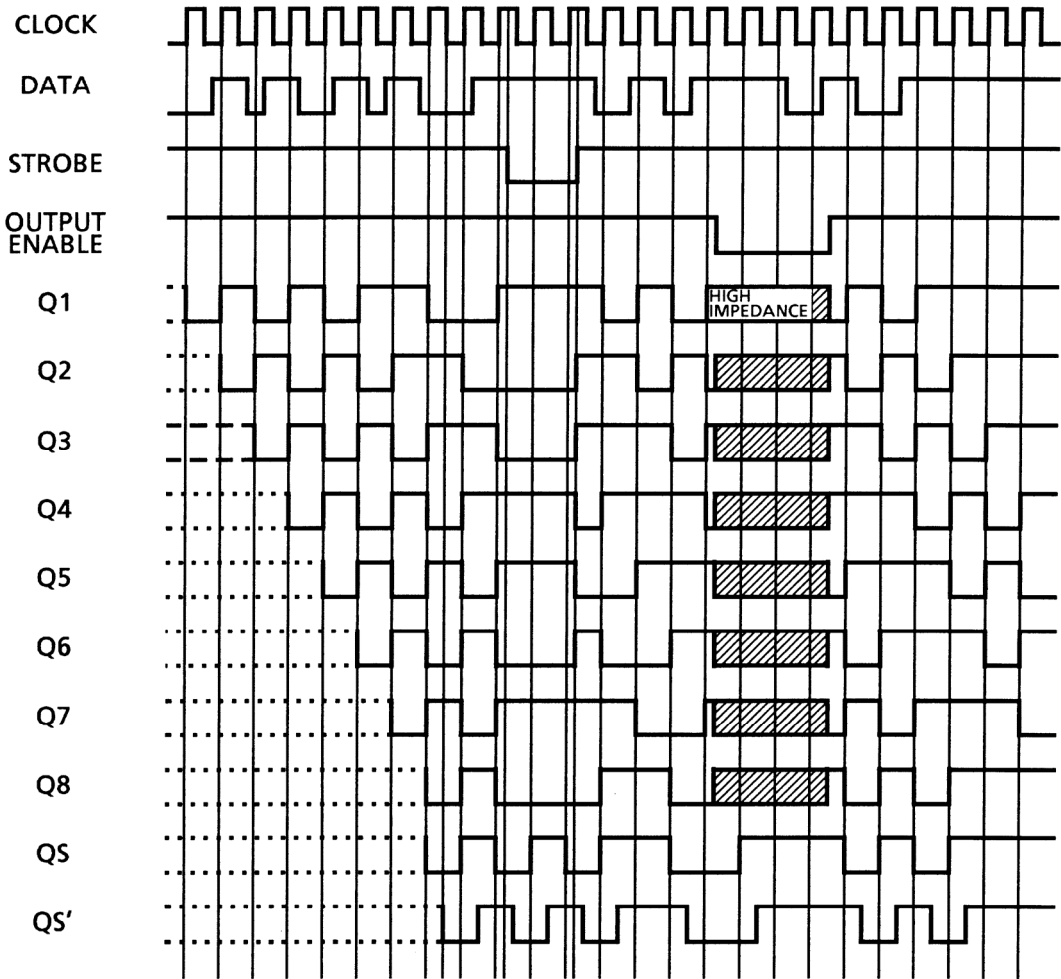 CLOCK
DATA
STROBE
OUTPUT
ENABLE
Q1
HIGH
IMPEDANCE
Q2
Q3
Q4
Q5
Q6
Q7
Q8
QS
QS'